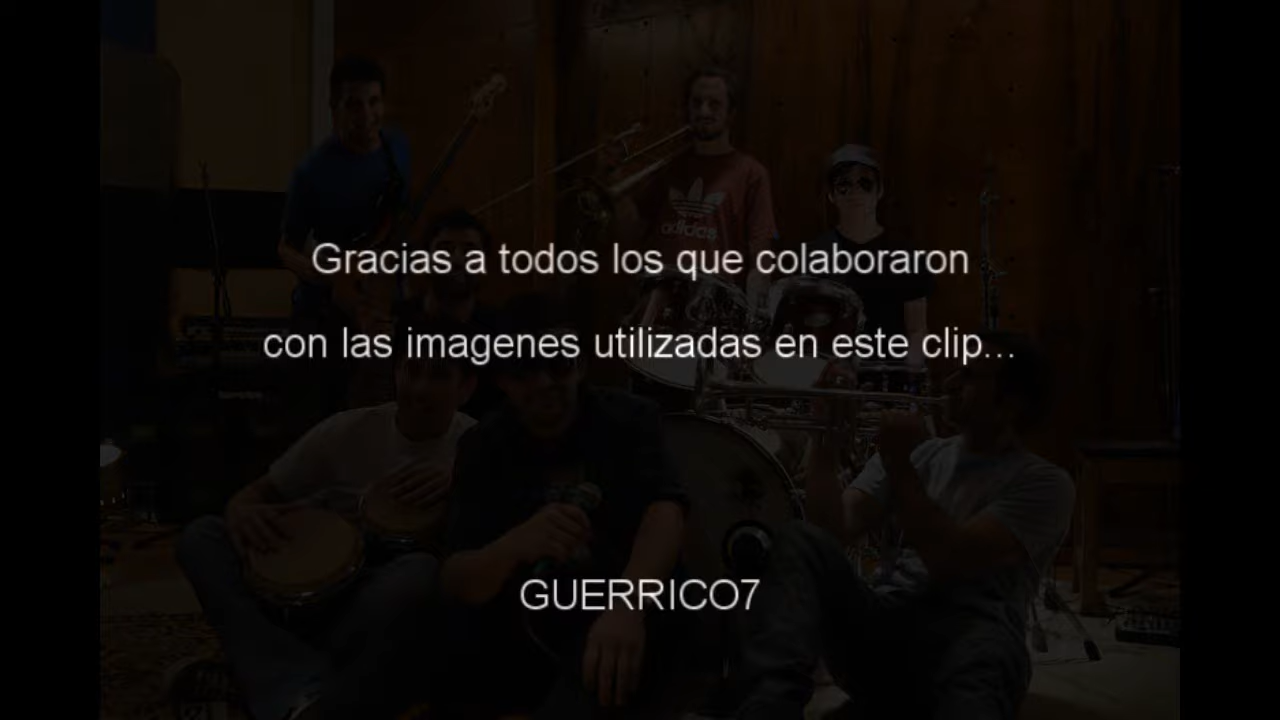 adidas
Gracias a todos los que colaboraron
con las imagenes utilizadas en este clip...
GUERRICO7